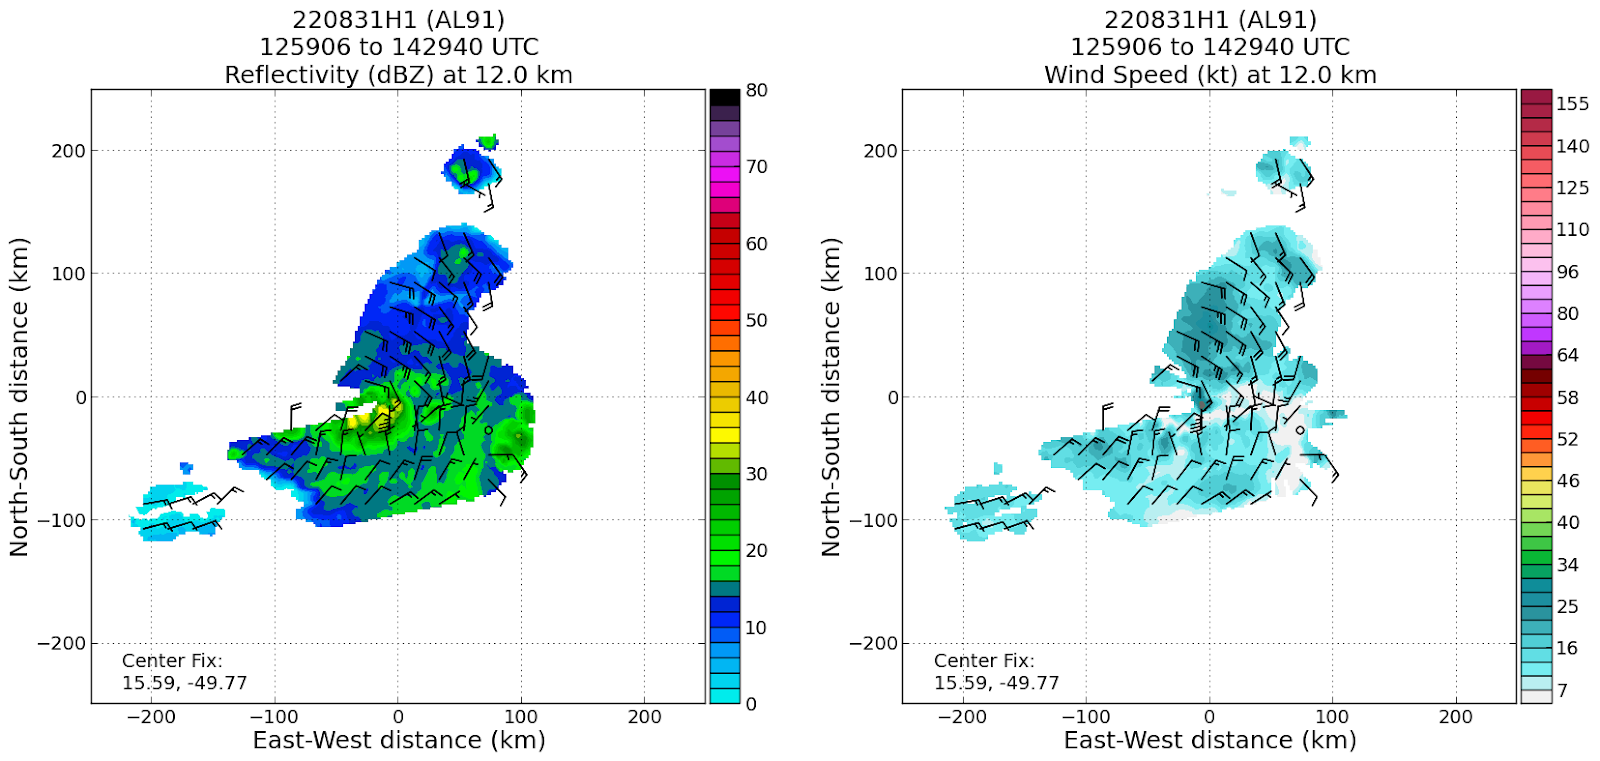 220831H1 (AL91)
125906 to 142940 UTC
Reflectivity (dBZ) at 12.0 km
200
100
0
−100
−200
North-South distance (km)
Center Fix:
15.59, -49.77
−200 −100 0 100 200
East-West distance (km)
80
70
60
50
40
30
20
10
0
220831H1 (AL91)
125906 to 142940 UTC
Wind Speed (kt) at 12.0 km
200
100
0
−100
−200
North-South distance (km)
Center Fix:
15.59, -49.77
−200 −100 0 100 200
East-West distance (km)
155
140
125
110
96
80
64
58
52
46
40
34
25
16
7